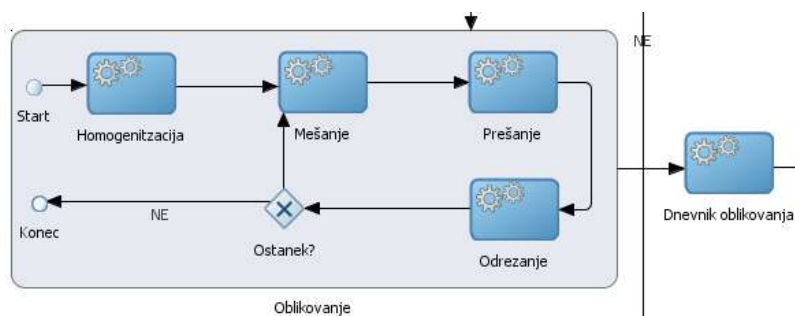 NE
Start
Homogenitzacija
Mešanje
Prešanje
Konec
NE
Ostanek?
Odrezanje
Dnevnik oblikovanja
Oblikovanje